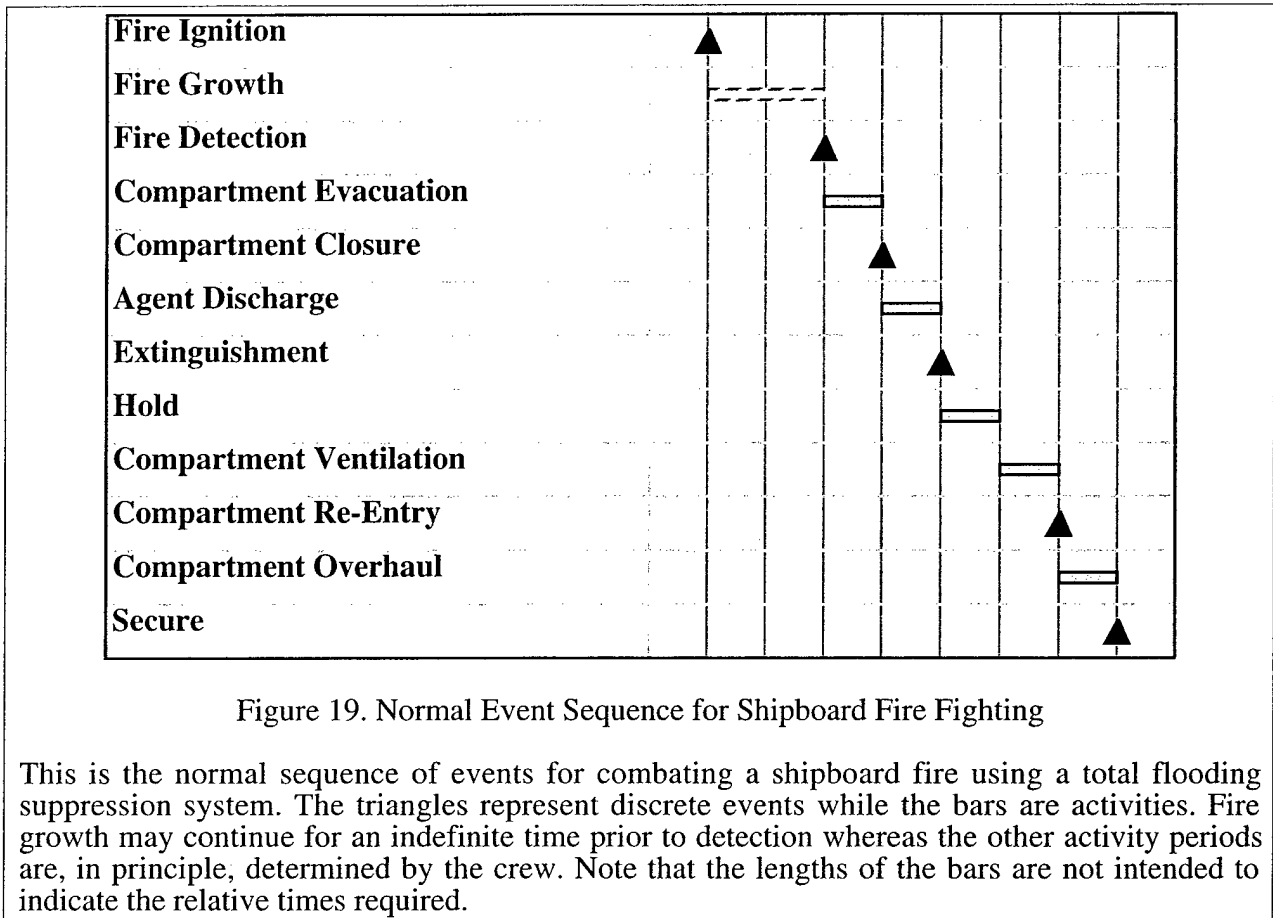 Fire Ignition
Fire Growth
Fire Detection
Compartment Evacuation
Compartment Closure
Agent Discharge
Extinguishment
Hold
Compartment Ventilation
Compartment Re-Entry
Compartment Overhaul
Secure
Figure 19. Normal Event Sequence for Shipboard Fire Fighting
This is the normal sequence of events for combating a shipboard fire using a total flooding
suppression system. The triangles represent discrete events while the bars are activities. Fire
growth may continue for an indefinite time prior to detection whereas the other activity periods
are, in principle, determined by the crew. Note that the lengths of the bars are not intended to
indicate the relative times required.